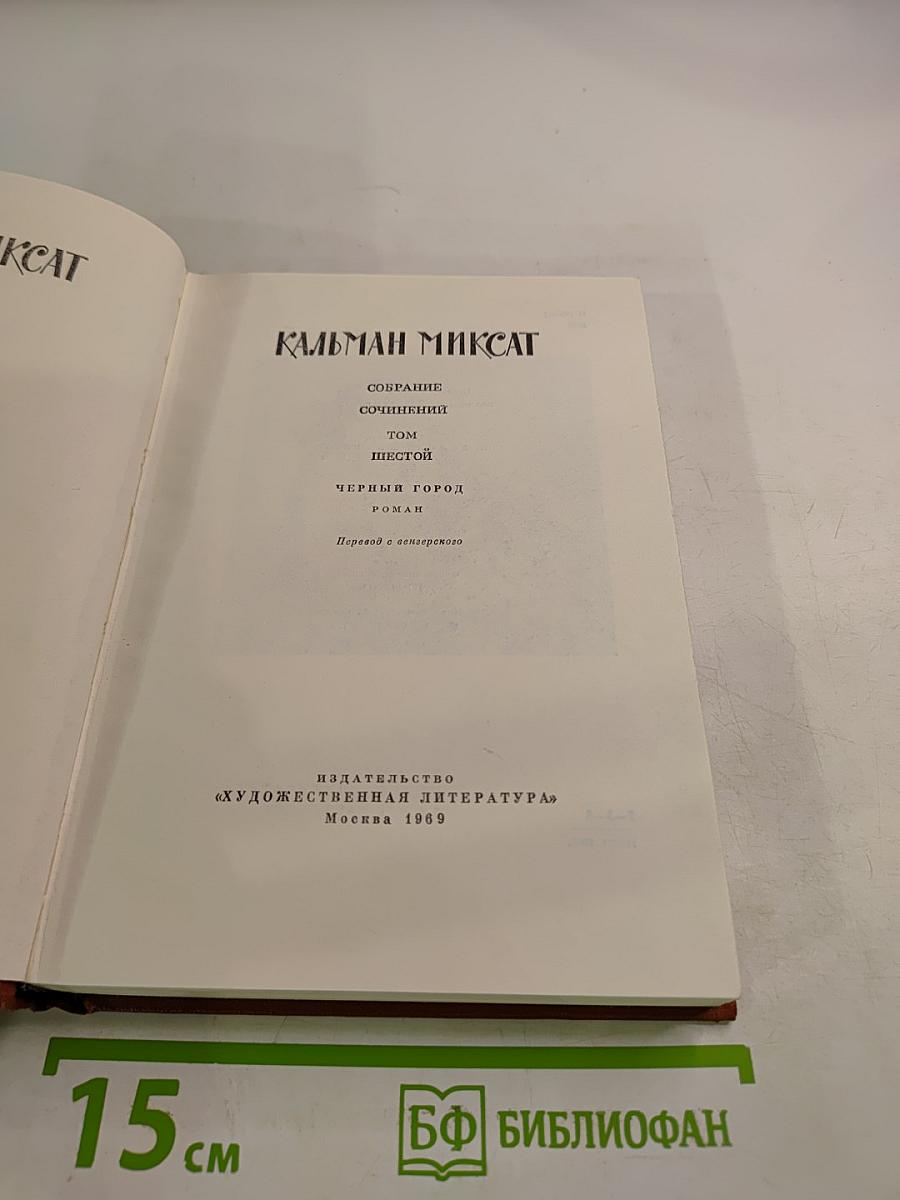 КАЛЬМАН МИКСАТ
СОБРАНИЕ
СОЧИНЕНИЙ
ТОМ
ШЕСТОЙ
ЧЕРНЫЙ ГОРОД
РОМАН
Перевод с венгерского
ИЗДАТЕЛЬСТВО
«ХУДОЖЕСТВЕННАЯ ЛИТЕРАТУРА»
Москва 1969
15 см
БФ БИБЛИОФАН